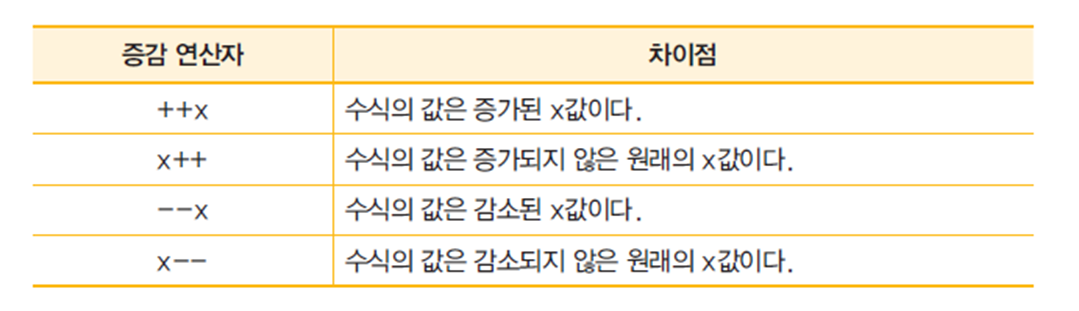 증감 연산자 차이점
++x 수식의 값은 증가된 x값이다.
x++ 수식의 값은 증가되지 않은 원래의 x값이다.
--x 수식의 값은 감소된 x값이다.
x-- 수식의 값은 감소되지 않은 원래의 x값이다.